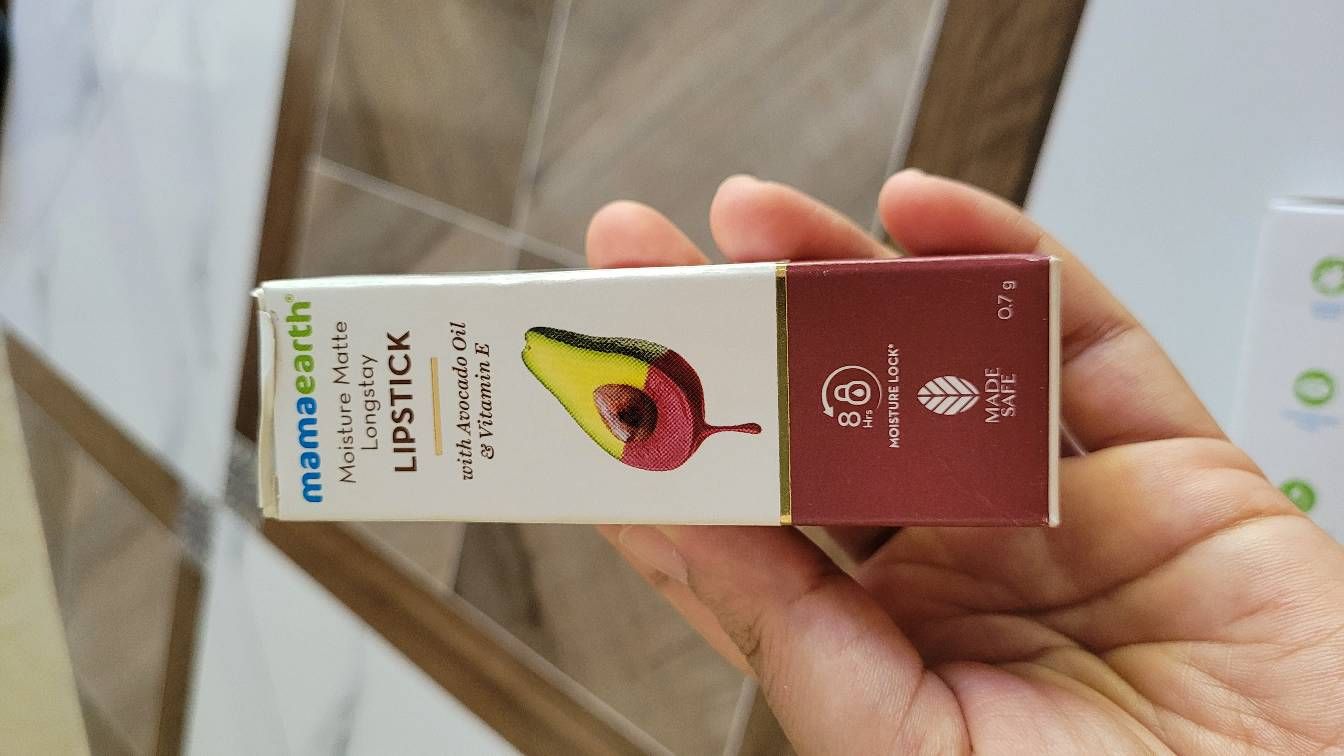 mamaearth®
Moisture Matte
Longstay
LIPSTICK
with Avocado Oil
& Vitamin E
8
Hrs
MOISTURE LOCK*
MADE
SAFE
0.7 g